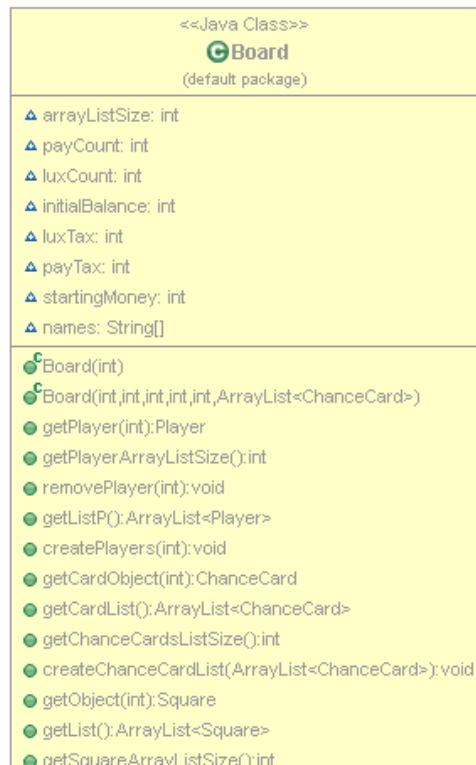 <<Java Class>>
Board
(default package)
arrayListSize: int
payCount: int
luxCount: int
initialBalance: int
luxTax: int
payTax: int
startingMoney: int
names: String[]
Board(int)
Board(int,int,int,int,int,ArrayList<ChanceCard>)
getPlayer(int):Player
getPlayerArrayListSize():int
removePlayer(int):void
getListP():ArrayList<Player>
createPlayers(int):void
getCardObject(int):ChanceCard
getCardList():ArrayList<ChanceCard>
getChanceCardsListSize():int
createChanceCardList(ArrayList<ChanceCard>):void
getObject(int):Square
getList():ArrayList<Square>
getSquareArrayListSize():int